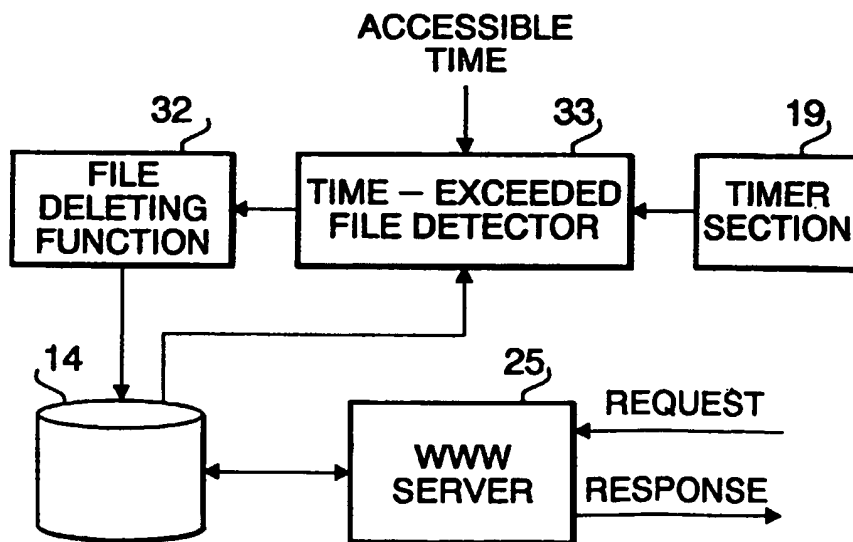 ACCESSIBLE
TIME
32
33
19
FILE
DELETING
FUNCTION
TIME – EXCEEDED
FILE DETECTOR
TIMER
SECTION
14
25
WWW
SERVER
REQUEST
RESPONSE